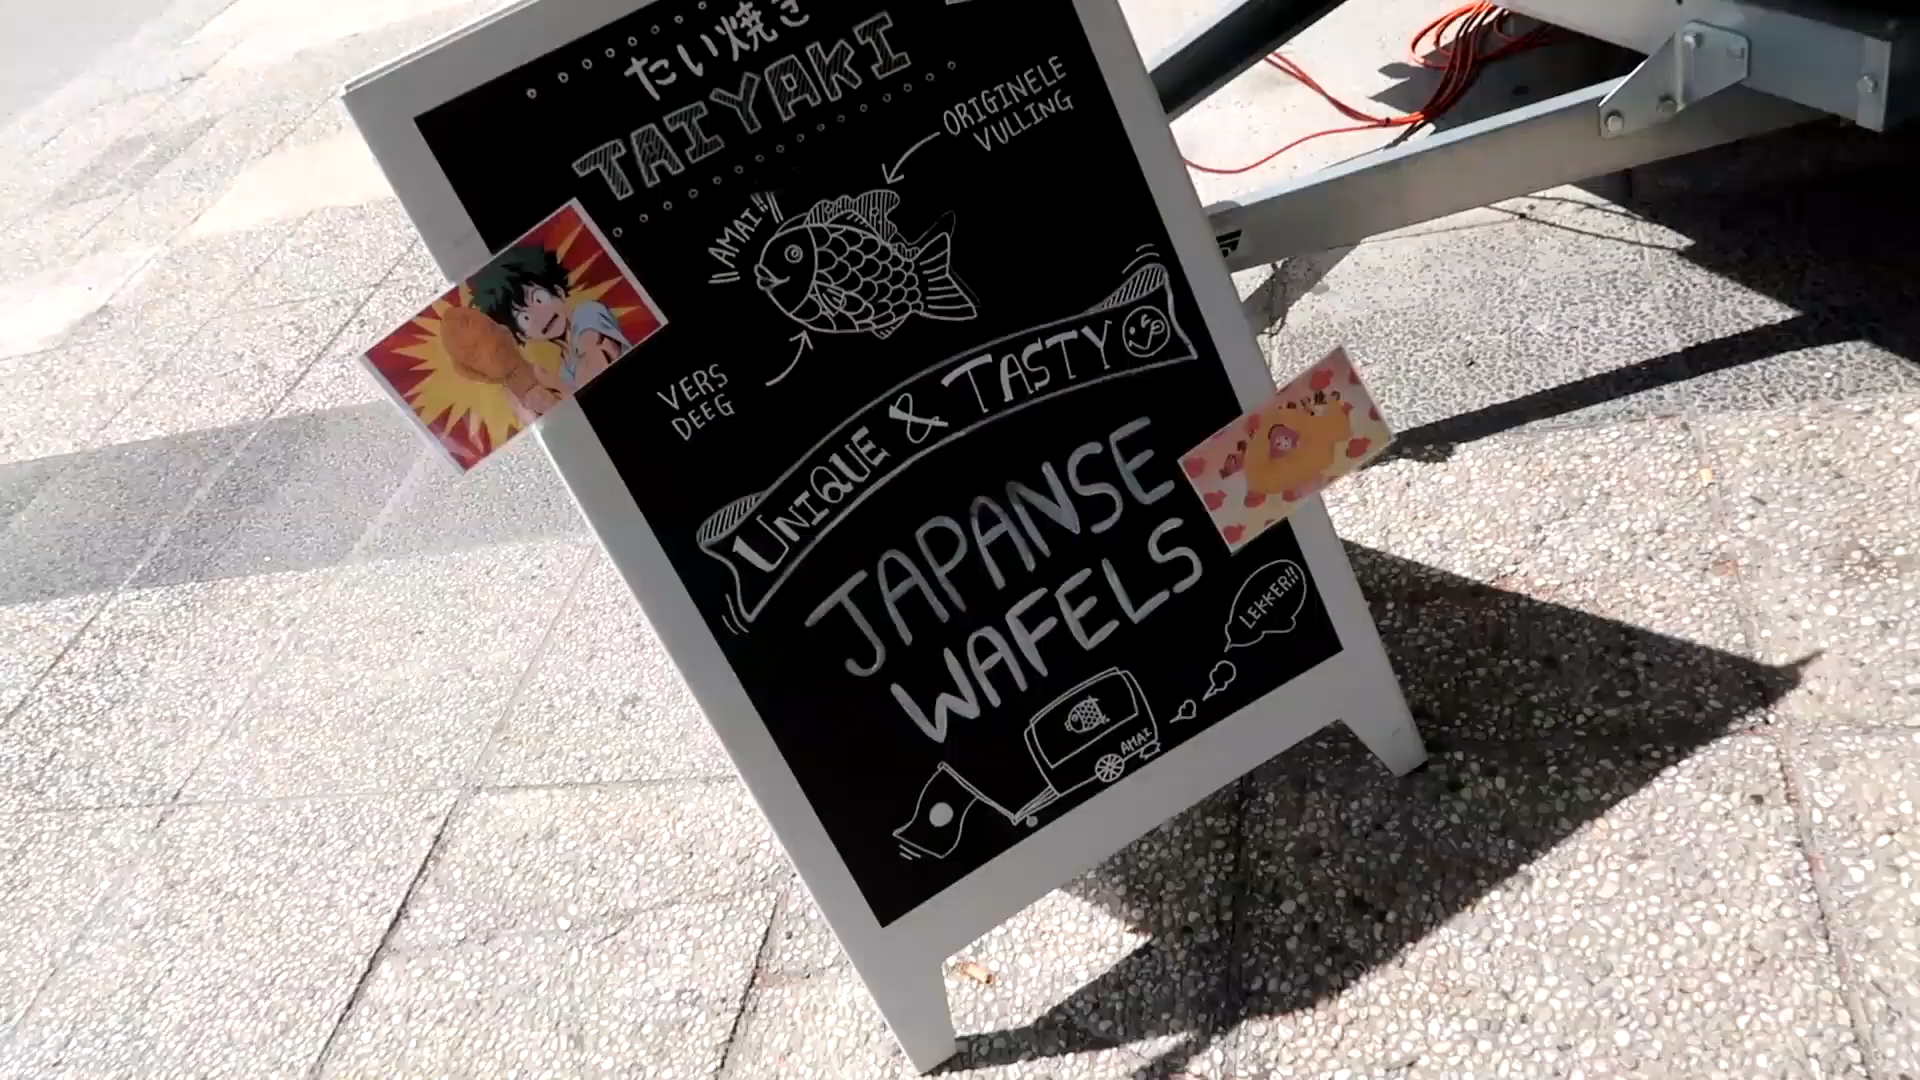 たい焼き
TAIYAKI
ORIGINELE
VULLING
AMAI!!
VERS
DEEG
UNIQUE & TASTY
JAPANSE
WAFELS
LEKKER!!
AMAI